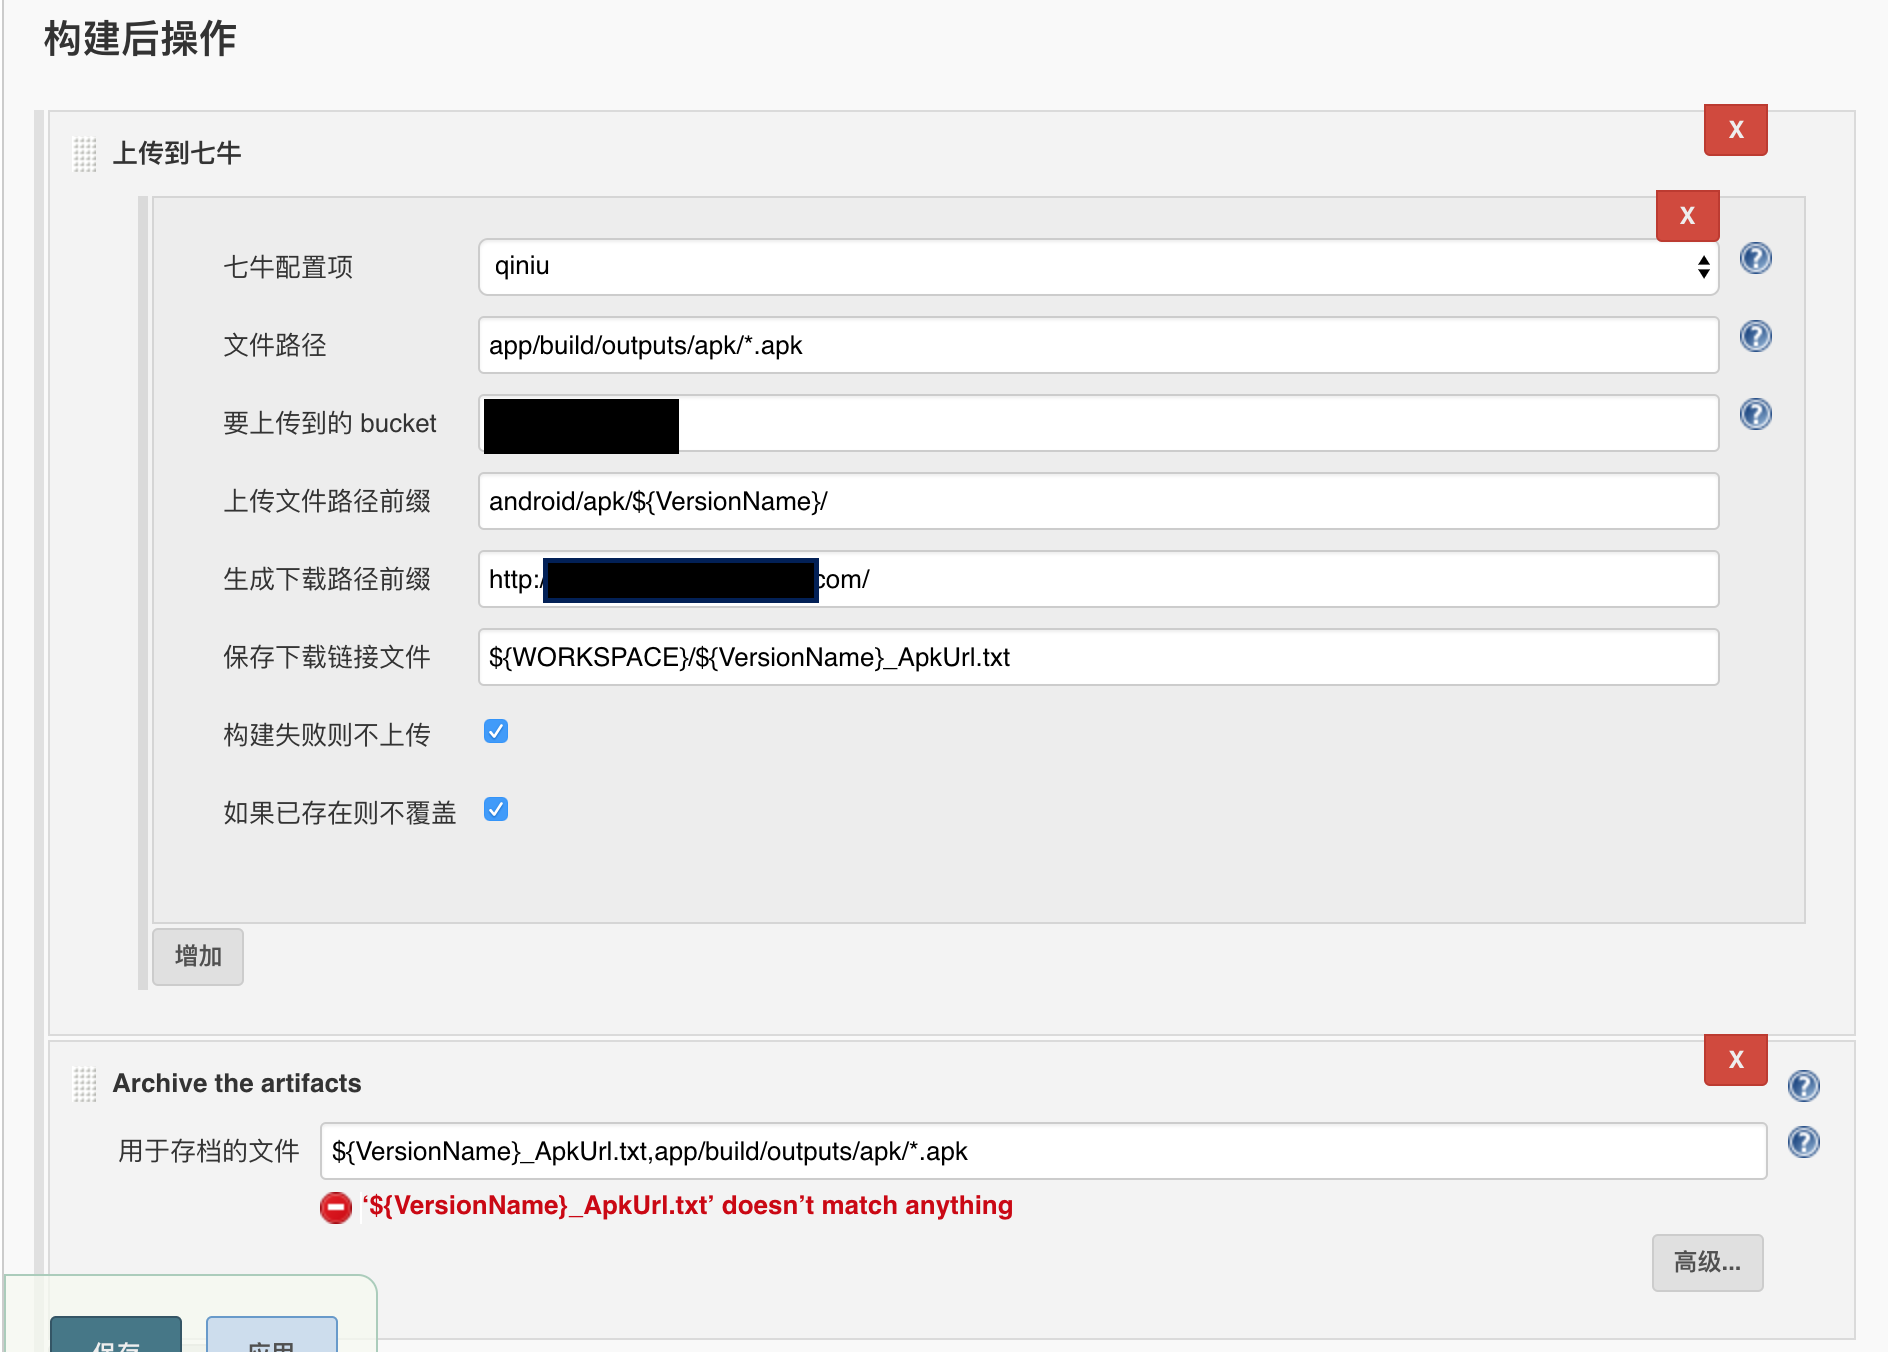 构建后操作
X
上传到七牛
X
七牛配置项 qiniu
文件路径 app/build/outputs/apk/*.apk
要上传到的 bucket
上传文件路径前缀 android/apk/${VersionName}/
生成下载路径前缀 http:/ com/
保存下载链接文件 ${WORKSPACE}/${VersionName}_ApkUrl.txt
构建失败则不上传
如果已存在则不覆盖
增加
X
Archive the artifacts
用于存档的文件 ${VersionName}_ApkUrl.txt,app/build/outputs/apk/*.apk
‘${VersionName}_ApkUrl.txt’ doesn’t match anything
高级...
保存 应用